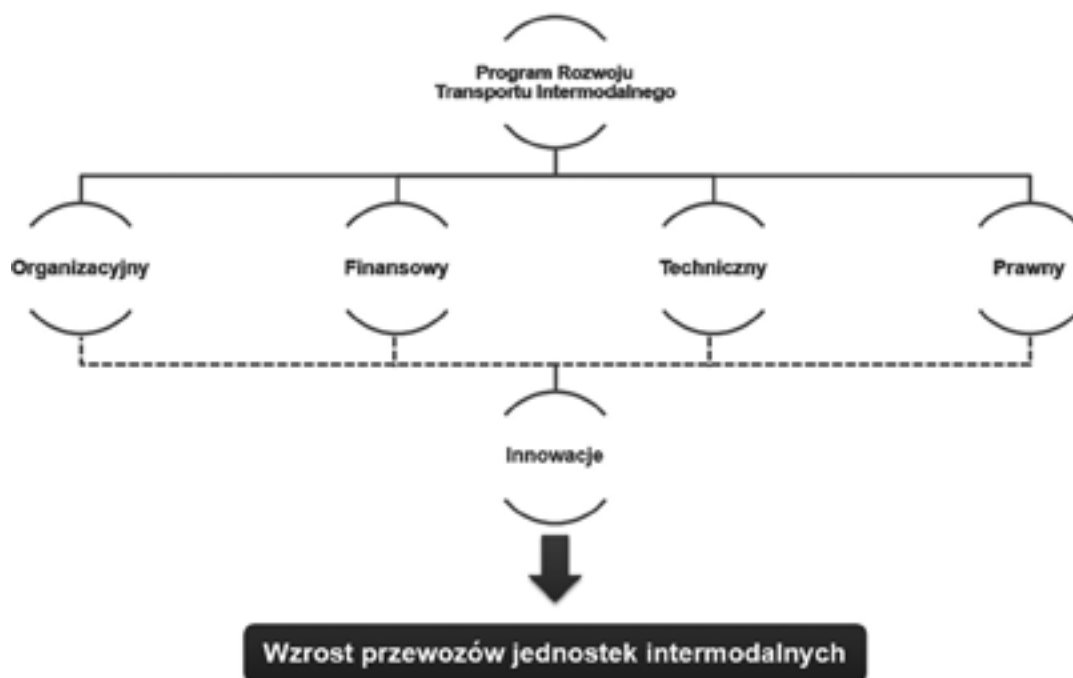 Program Rozwoju
Transportu Intermodalnego
Organizacyjny
Finansowy
Techniczny
Prawny
Innowacje
Wzrost przewozów jednostek intermodalnych